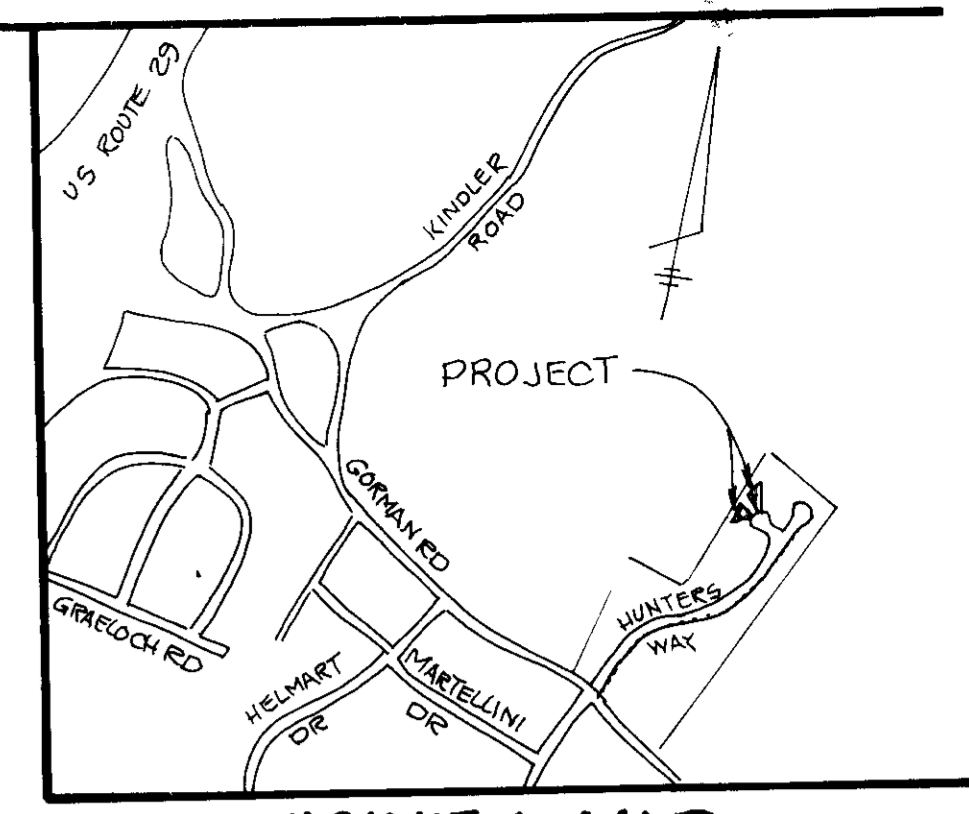 US ROUTE 29
KINDLER
ROAD
PROJECT
GORMAN RD
HUNTERS
WAY
GRAELOCH RD
HELMART
DR
MARTELLINI
DR